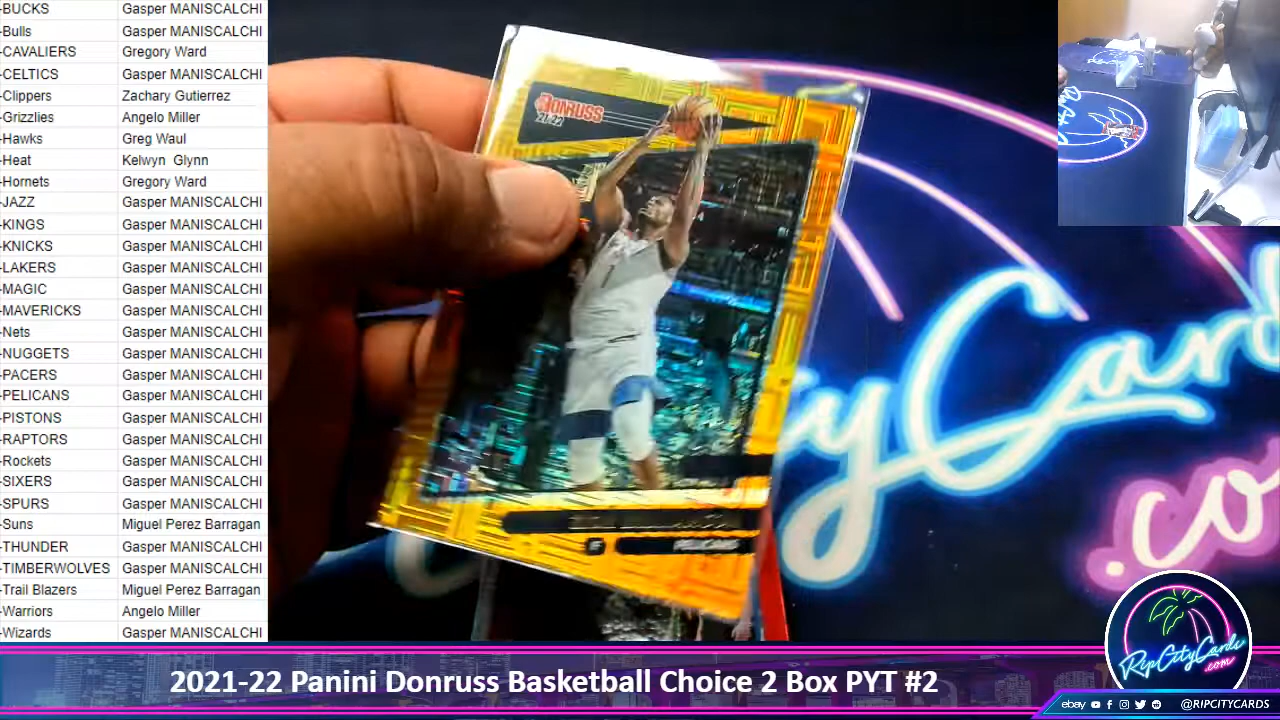 -BUCKS Gasper MANISCALCHI
-Bulls Gasper MANISCALCHI
-CAVALIERS Gregory Ward
-CELTICS Gasper MANISCALCHI
-Clippers Zachary Gutierrez
-Grizzlies Angelo Miller
-Hawks Greg Waul
-Heat Kelwyn Glynn
-Hornets Gregory Ward
-JAZZ Gasper MANISCALCHI
-KINGS Gasper MANISCALCHI
-KNICKS Gasper MANISCALCHI
-LAKERS Gasper MANISCALCHI
-MAGIC Gasper MANISCALCHI
-MAVERICKS Gasper MANISCALCHI
-Nets Gasper MANISCALCHI
-NUGGETS Gasper MANISCALCHI
-PACERS Gasper MANISCALCHI
-PELICANS Gasper MANISCALCHI
-PISTONS Gasper MANISCALCHI
-RAPTORS Gasper MANISCALCHI
-Rockets Gasper MANISCALCHI
-SIXERS Gasper MANISCALCHI
-SPURS Gasper MANISCALCHI
-Suns Miguel Perez Barragan
-THUNDER Gasper MANISCALCHI
-TIMBERWOLVES Gasper MANISCALCHI
-Trail Blazers Miguel Perez Barragan
-Warriors Angelo Miller
-Wizards Gasper MANISCALCHI
DONRUSS
21-22
PELICANS
ityCard
.co
RipCityCards
.com
2021-22 Panini Donruss Basketball Choice 2 Box PYT #2
ebay @RIPCITYCARDS